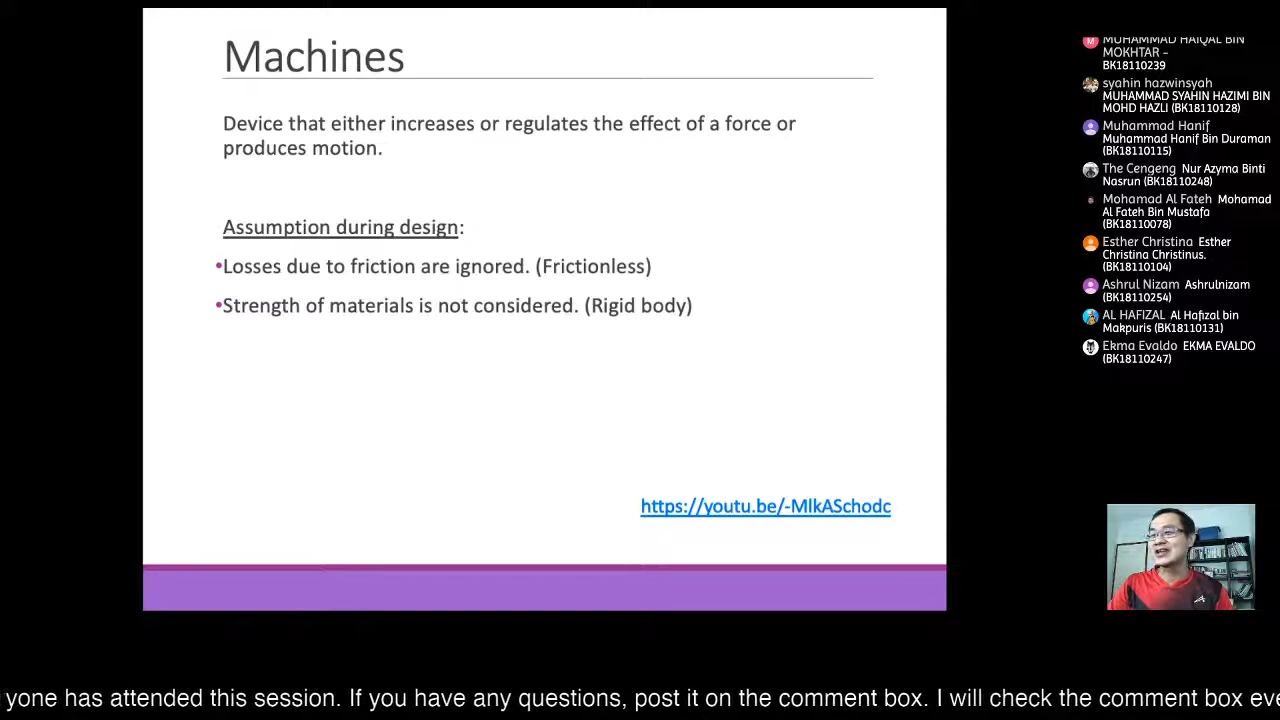 Machines
Device that either increases or regulates the effect of a force or
produces motion.
Assumption during design:
•Losses due to friction are ignored. (Frictionless)
•Strength of materials is not considered. (Rigid body)
https://youtu.be/-MlkASchodc
M MUHAMMAD HAIQAL BIN
MOKHTAR -
BK18110239
syahin hazwinsyah
MUHAMMAD SYAHIN HAZIMI BIN
MOHD HAZLI (BK18110128)
Muhammad Hanif
Muhammad Hanif Bin Duraman
(BK18110115)
The Cengeng Nur Azyma Binti
Nasrun (BK18110248)
Mohamad Al Fateh Mohamad
Al Fateh Bin Mustafa
(BK18110078)
Esther Christina Esther
Christina Christinus.
(BK18110104)
Ashrul Nizam Ashrulnizam
(BK18110254)
AL HAFIZAL Al Hafizal bin
Makpuris (BK18110131)
Ekma Evaldo EKMA EVALDO
(BK18110247)
yone has attended this session. If you have any questions, post it on the comment box. I will check the comment box eve